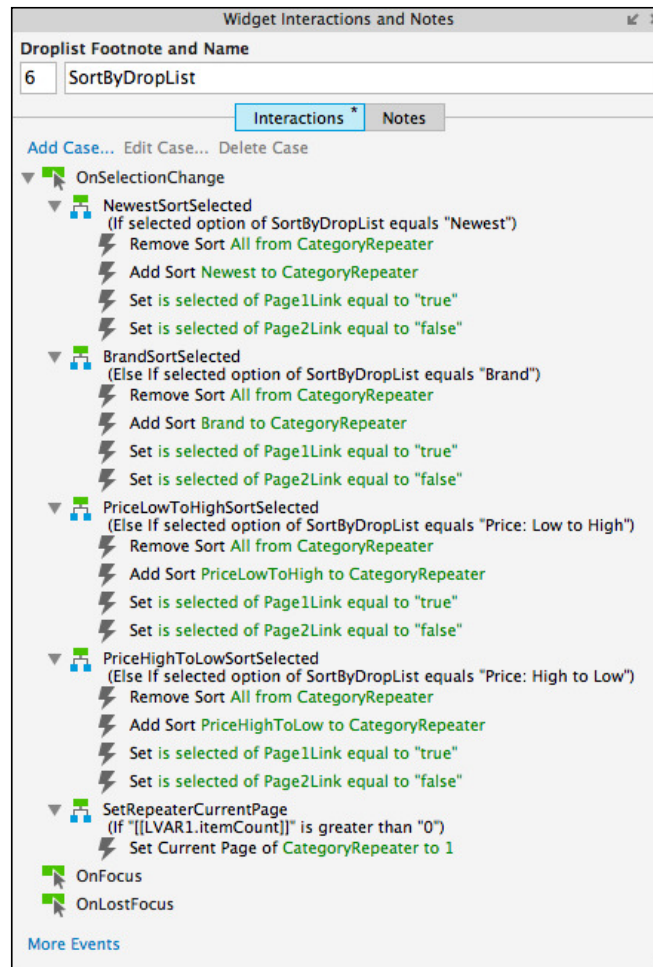 Widget Interactions and Notes
Droplist Footnote and Name
6 SortByDropList
Interactions * Notes
Add Case... Edit Case... Delete Case
OnSelectionChange
NewestSortSelected
(If selected option of SortByDropList equals "Newest")
Remove Sort All from CategoryRepeater
Add Sort Newest to CategoryRepeater
Set is selected of Page1Link equal to "true"
Set is selected of Page2Link equal to "false"
BrandSortSelected
(Else If selected option of SortByDropList equals "Brand")
Remove Sort All from CategoryRepeater
Add Sort Brand to CategoryRepeater
Set is selected of Page1Link equal to "true"
Set is selected of Page2Link equal to "false"
PriceLowToHighSortSelected
(Else If selected option of SortByDropList equals "Price: Low to High")
Remove Sort All from CategoryRepeater
Add Sort PriceLowToHigh to CategoryRepeater
Set is selected of Page1Link equal to "true"
Set is selected of Page2Link equal to "false"
PriceHighToLowSortSelected
(Else If selected option of SortByDropList equals "Price: High to Low")
Remove Sort All from CategoryRepeater
Add Sort PriceHighToLow to CategoryRepeater
Set is selected of Page1Link equal to "true"
Set is selected of Page2Link equal to "false"
SetRepeaterCurrentPage
(If "[[LVAR1.itemCount]]" is greater than "0")
Set Current Page of CategoryRepeater to 1
OnFocus
OnLostFocus
More Events